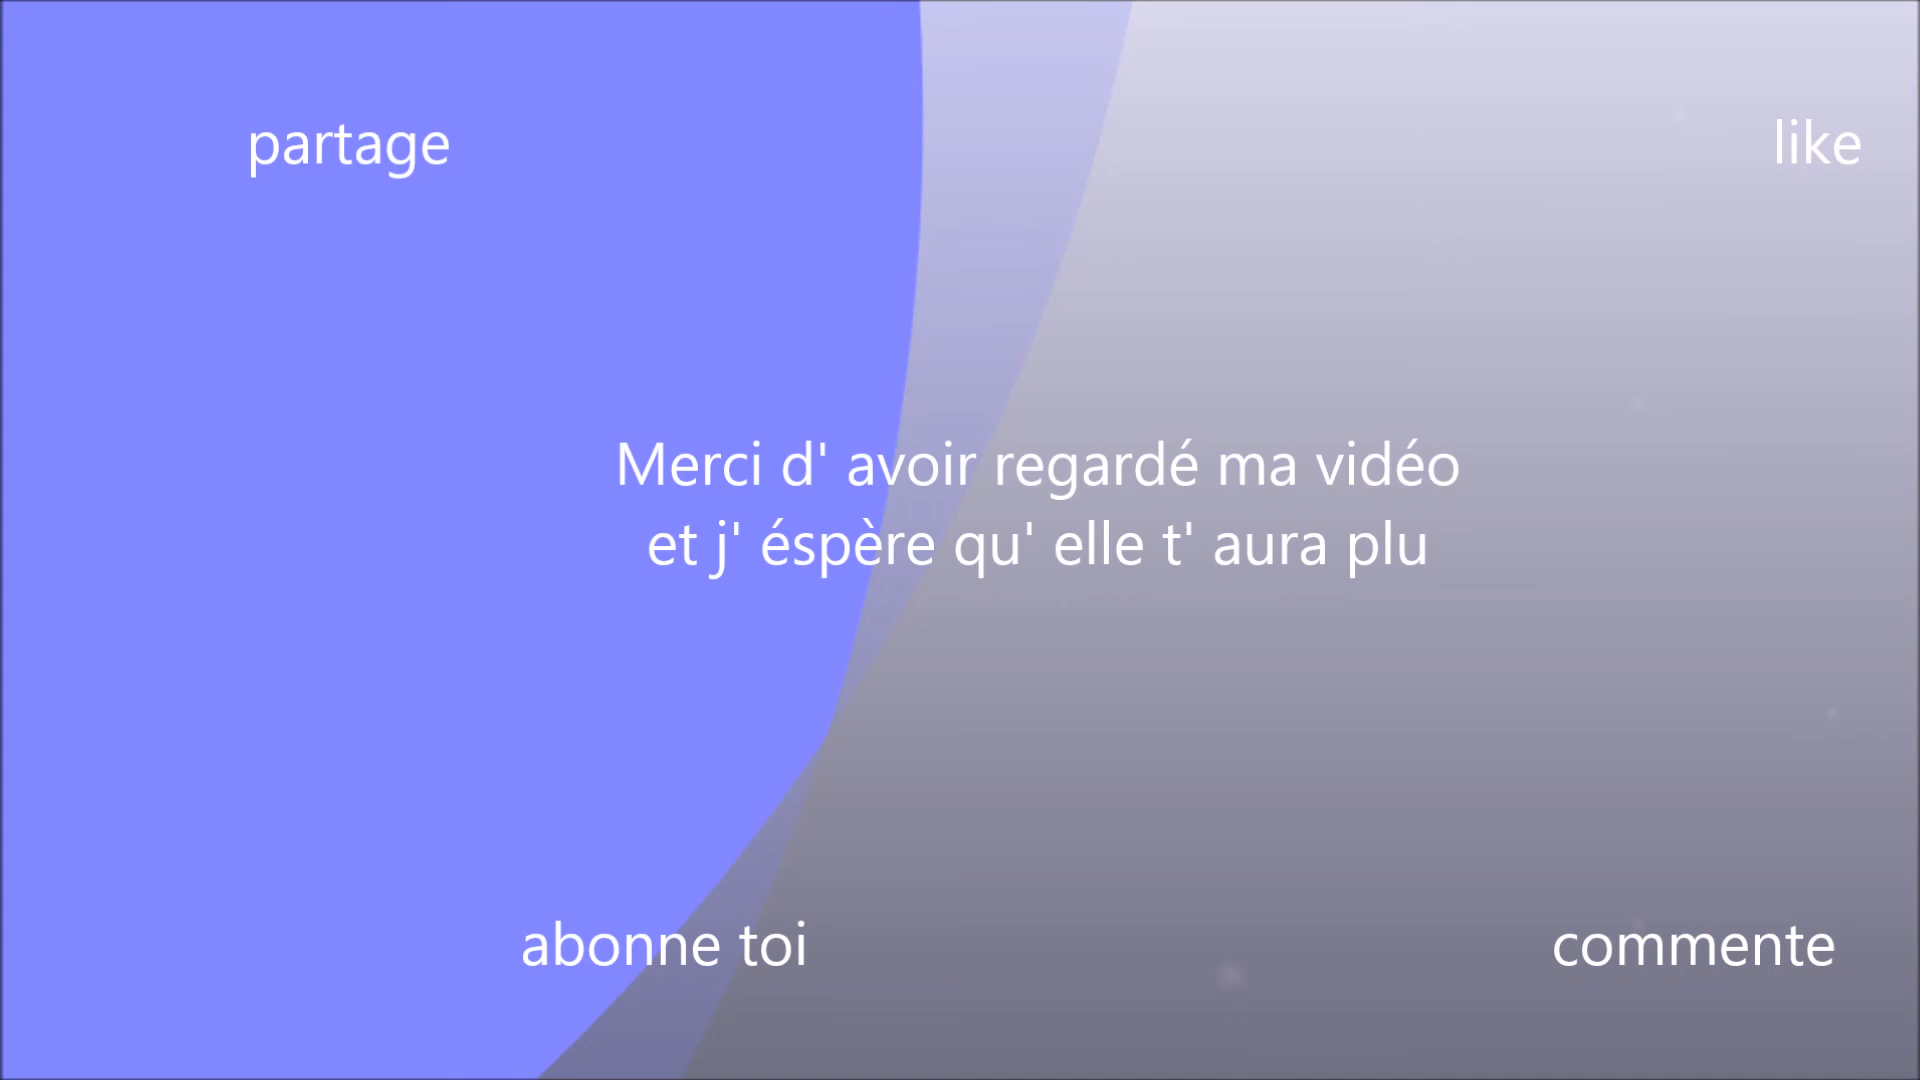 partage
like
Merci d' avoir regardé ma vidéo
et j' éspère qu' elle t' aura plu
abonne toi
commente